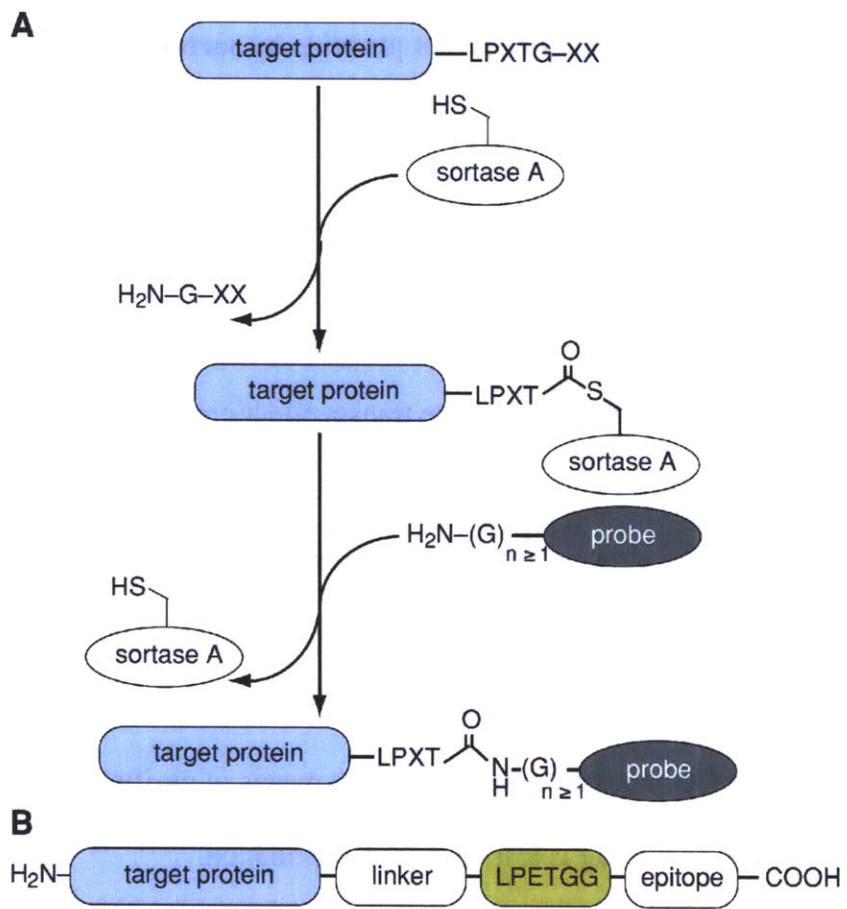 A
target protein
LPXTG–XX
HS
sortase A
H₂N–G–XX
target protein
LPXT
O
S
sortase A
H₂N–(G)n ≥ 1
probe
HS
sortase A
target protein
LPXT
O
N
H
(G)n ≥ 1
probe
B
H₂N target protein linker LPETGG epitope COOH